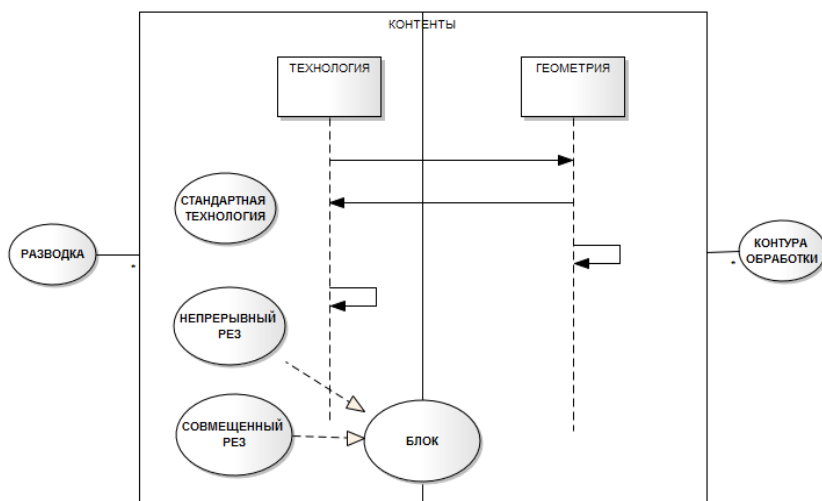 КОНТЕНТЫ
ТЕХНОЛОГИЯ
ГЕОМЕТРИЯ
СТАНДАРТНАЯ
ТЕХНОЛОГИЯ
РАЗВОДКА
*
КОНТУРА
ОБРАБОТКИ
*
НЕПРЕРЫВНЫЙ
РЕЗ
СОВМЕЩЕННЫЙ
РЕЗ
БЛОК